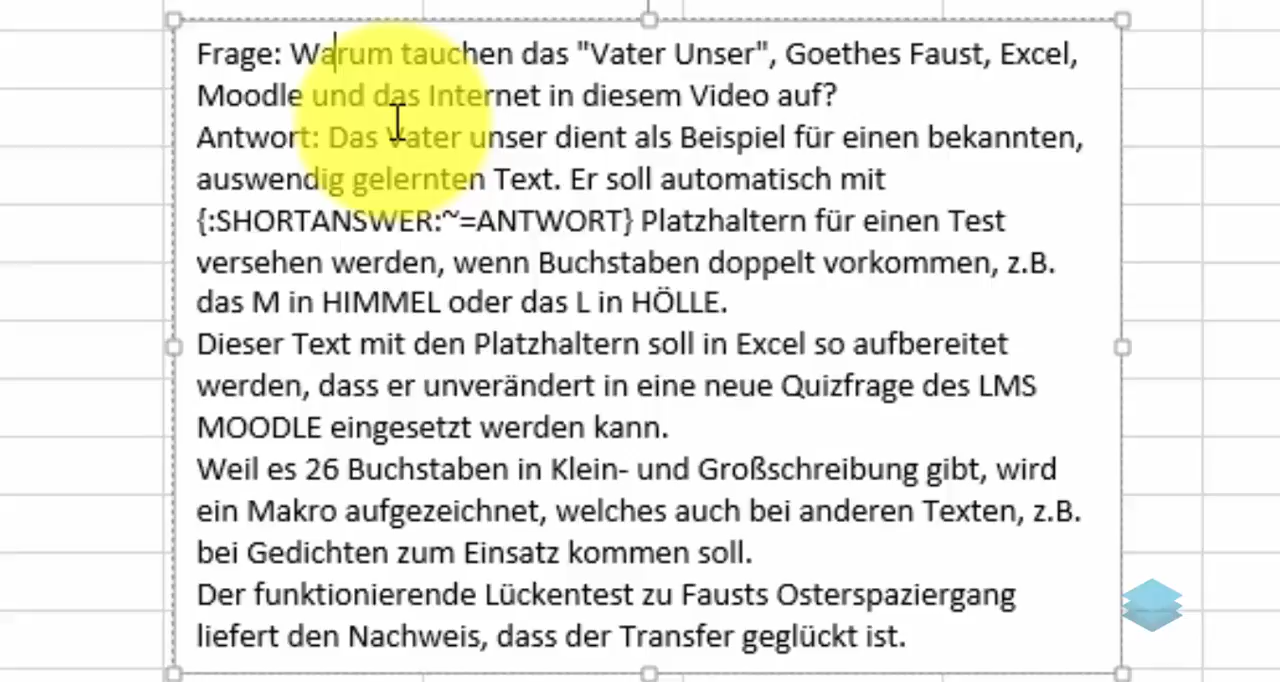 Frage: Warum tauchen das "Vater Unser", Goethes Faust, Excel,
Moodle und das Internet in diesem Video auf?
Antwort: Das Vater unser dient als Beispiel für einen bekannten,
auswendig gelernten Text. Er soll automatisch mit
{:SHORTANSWER:~=ANTWORT} Platzhaltern für einen Test
versehen werden, wenn Buchstaben doppelt vorkommen, z.B.
das M in HIMMEL oder das L in HÖLLE.
Dieser Text mit den Platzhaltern soll in Excel so aufbereitet
werden, dass er unverändert in eine neue Quizfrage des LMS
MOODLE eingesetzt werden kann.
Weil es 26 Buchstaben in Klein- und Großschreibung gibt, wird
ein Makro aufgezeichnet, welches auch bei anderen Texten, z.B.
bei Gedichten zum Einsatz kommen soll.
Der funktionierende Lückentest zu Fausts Osterspaziergang
liefert den Nachweis, dass der Transfer geglückt ist.